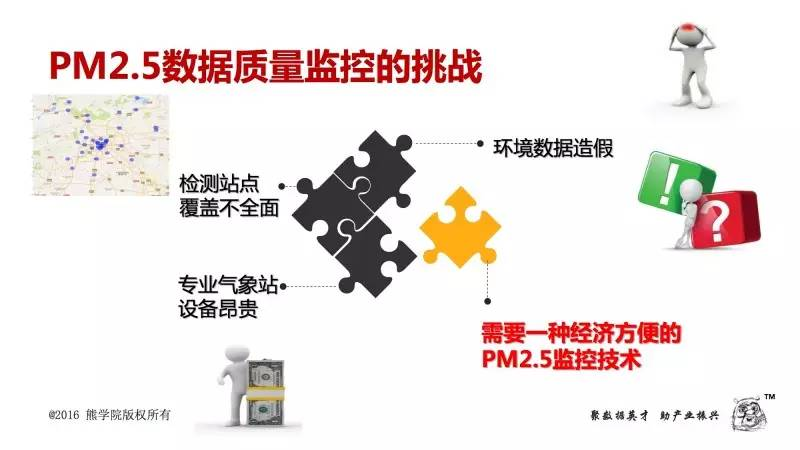 PM2.5数据质量监控的挑战
环境数据造假
检测站点
覆盖不全面
专业气象站
设备昂贵
需要一种经济方便的
PM2.5监控技术
@2016 熊学院版权所有
聚数据英才 助产业振兴
TM